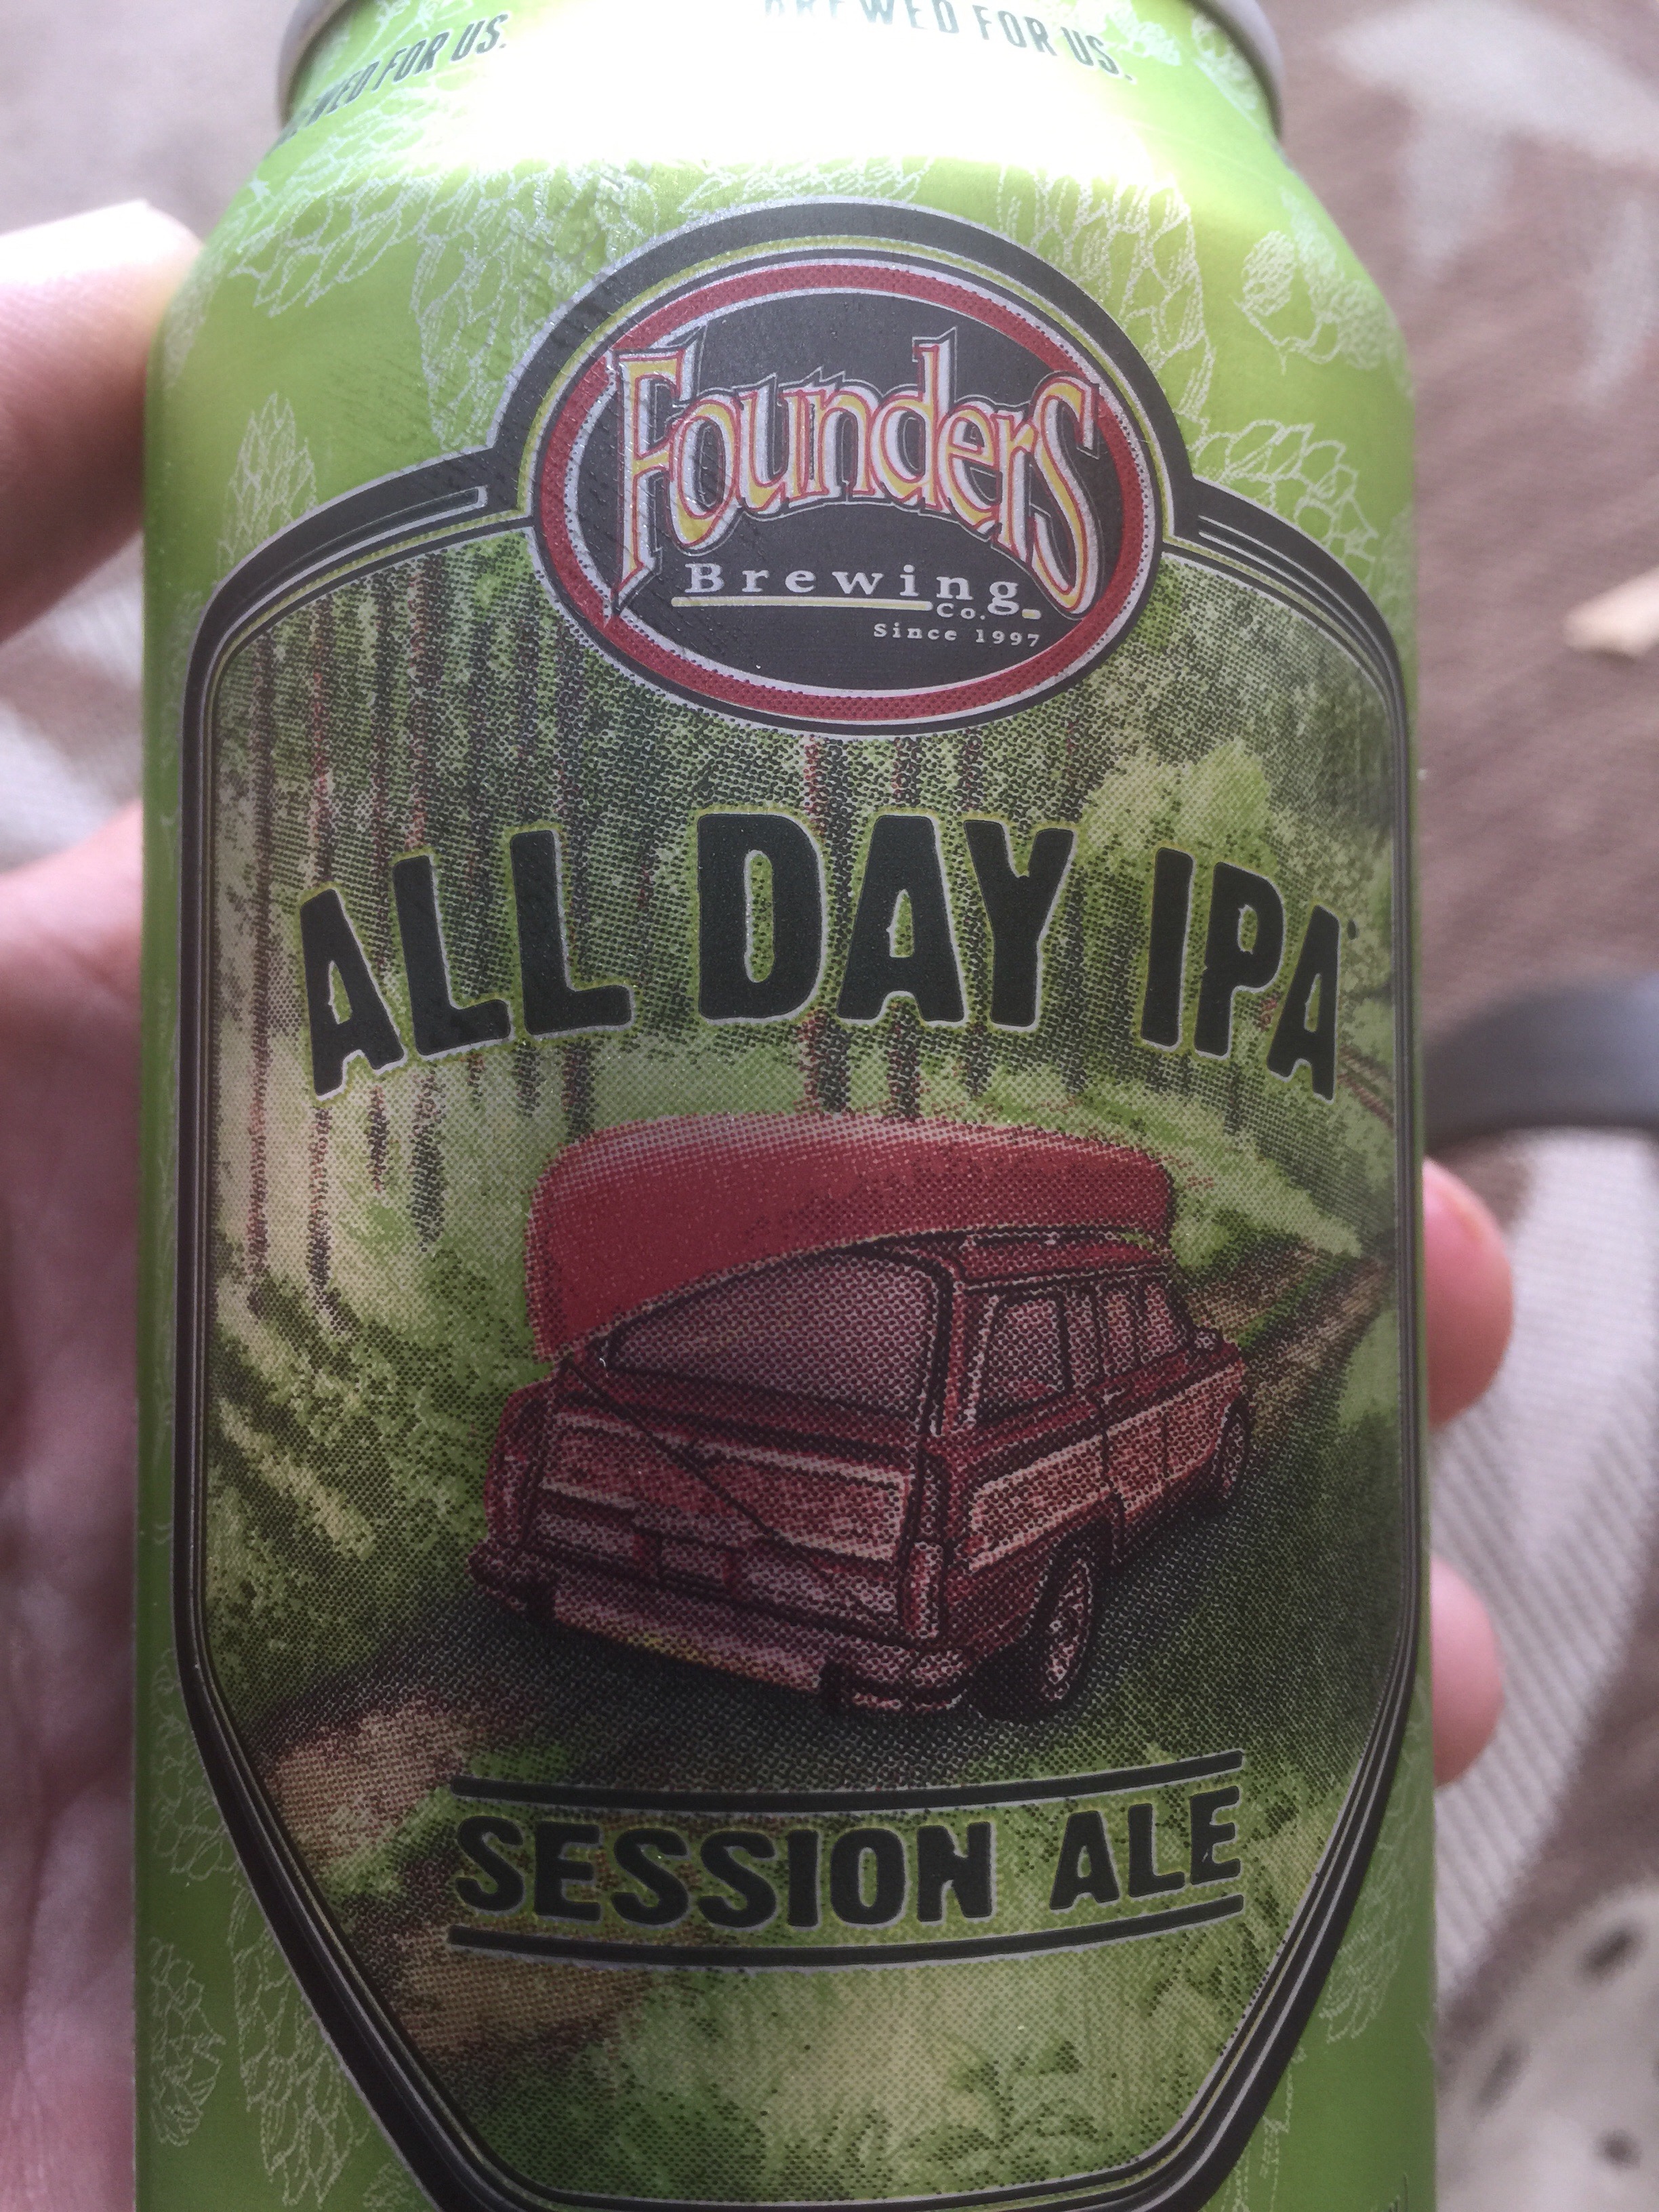 BREWED FOR US.
BREWED FOR US.
Founders
Brewing
Co.
Since 1997
ALL DAY IPA
SESSION ALE